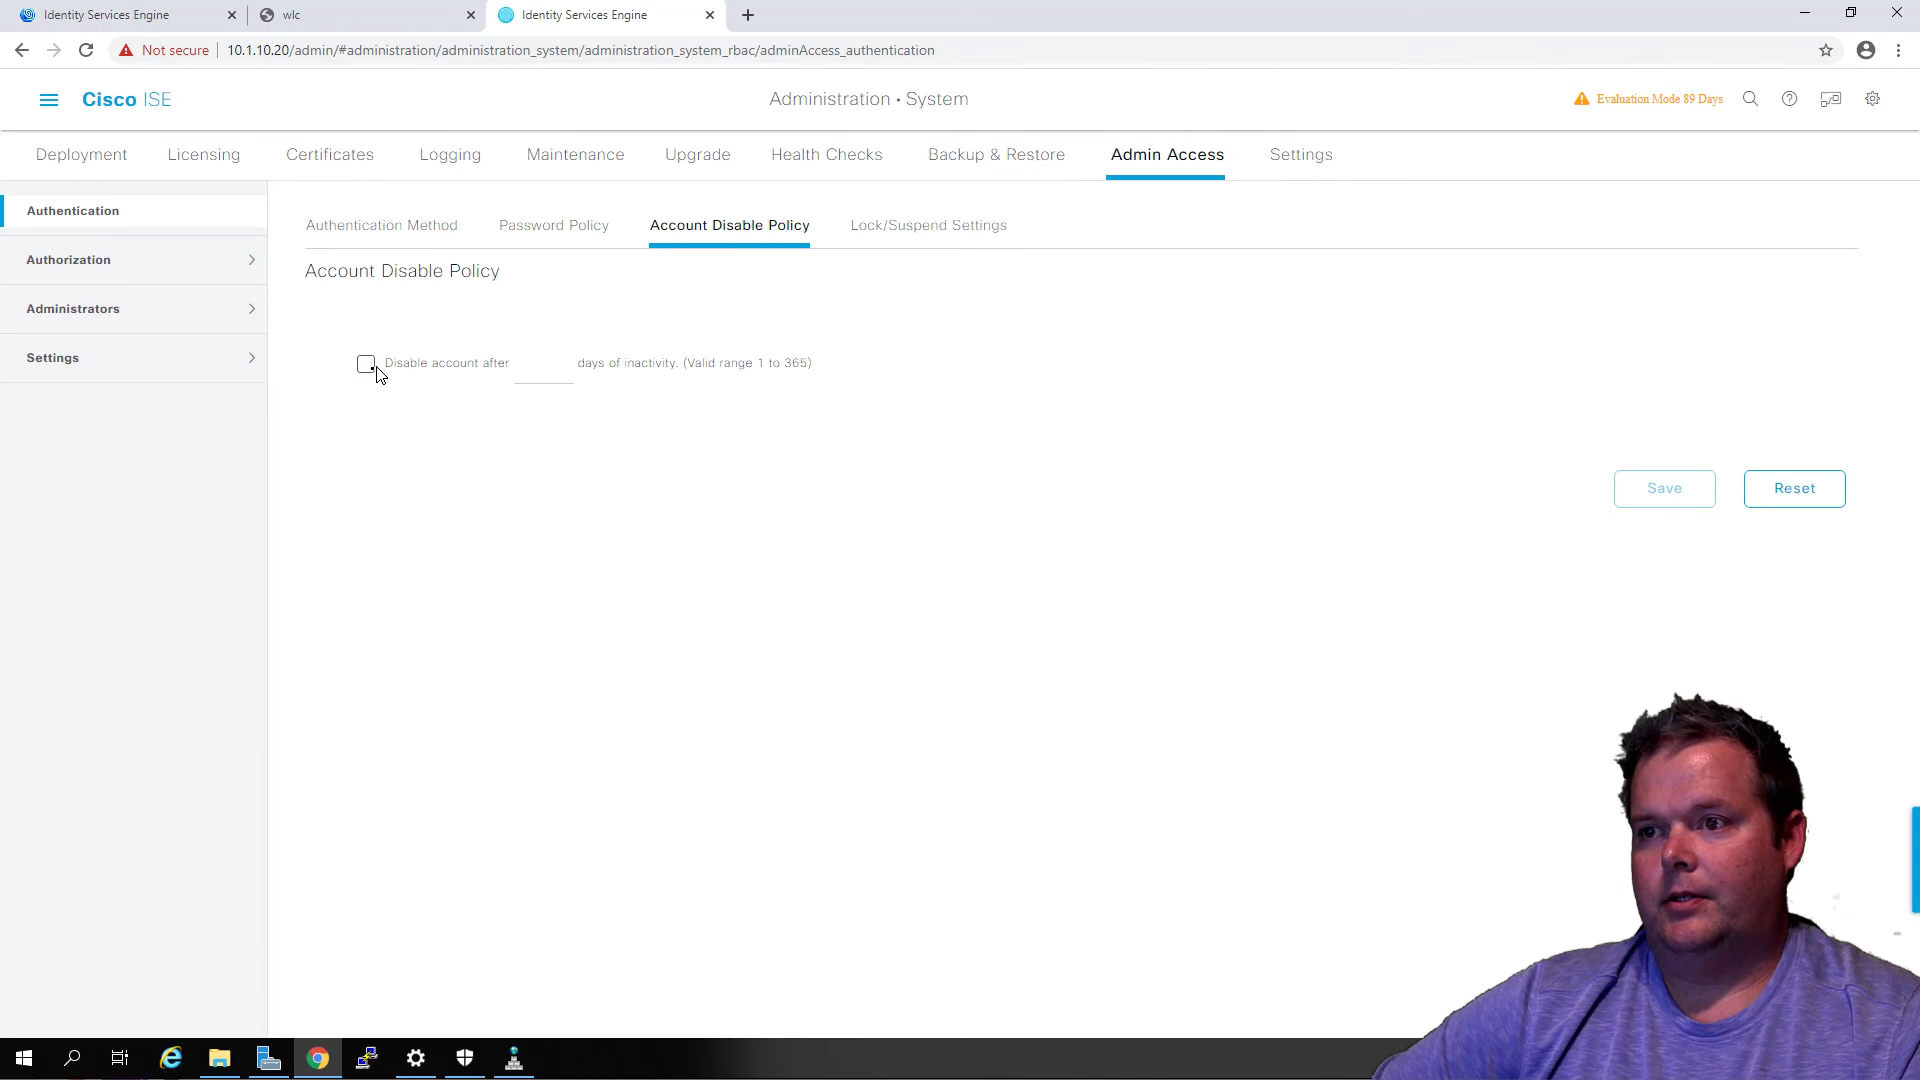 Identity Services Engine
wlc
Identity Services Engine
Not secure
10.1.10.20/admin/#administration/administration_system/administration_system_rbac/adminAccess_authentication
Cisco ISE
Administration • System
Evaluation Mode 89 Days
Deployment
Licensing
Certificates
Logging
Maintenance
Upgrade
Health Checks
Backup & Restore
Admin Access
Settings
Authentication
Authorization
Administrators
Settings
Authentication Method
Password Policy
Account Disable Policy
Lock/Suspend Settings
Account Disable Policy
Disable account after days of inactivity. (Valid range 1 to 365)
Save
Reset